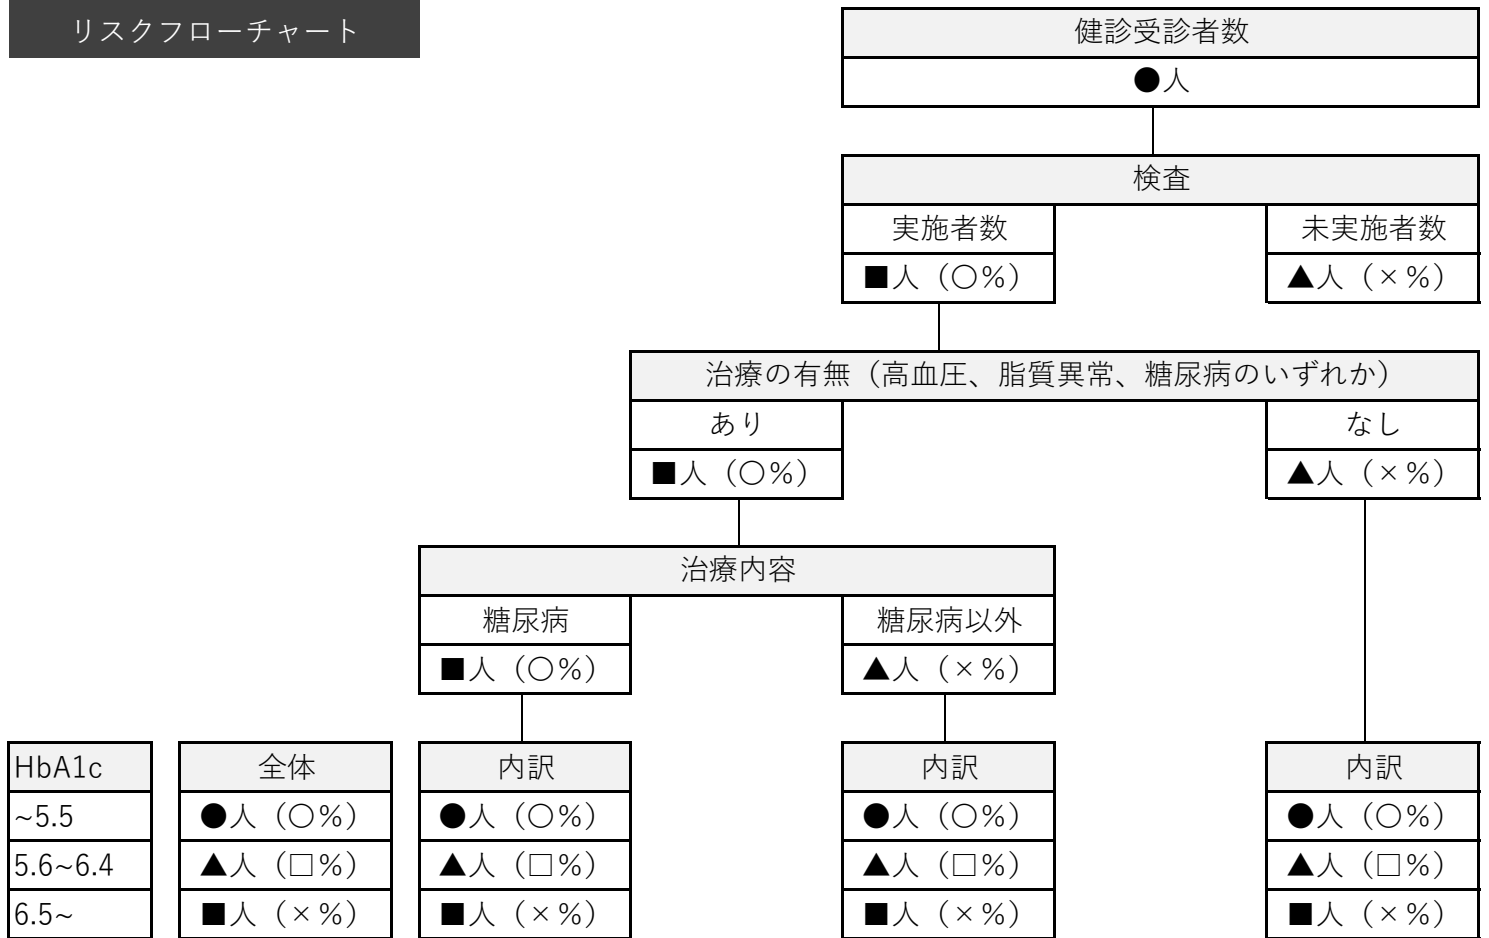 リスクフローチャート
健診受診者数
●人
検査
実施者数 未実施者数
■人（○%） ▲人（×%）
治療の有無（高血圧、脂質異常、糖尿病のいずれか）
あり なし
■人（○%） ▲人（×%）
治療内容
糖尿病 糖尿病以外
■人（○%） ▲人（×%）
HbA1c 全体 内訳 内訳 内訳
~5.5 ●人（○%） ●人（○%） ●人（○%） ●人（○%）
5.6~6.4 ▲人（□%） ▲人（□%） ▲人（□%） ▲人（□%）
6.5~ ■人（×%） ■人（×%） ■人（×%） ■人（×%）